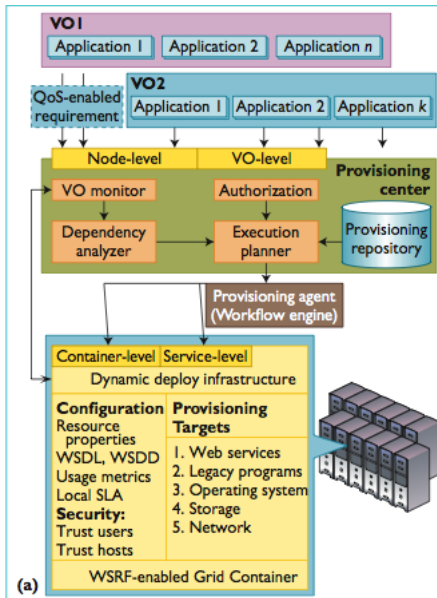 VO1
Application 1 Application 2 Application n
QoS-enabled
requirement
VO2
Application 1 Application 2 Application k
Node-level VO-level
Provisioning
center
VO monitor Authorization
Dependency
analyzer
Execution
planner
Provisioning
repository
Provisioning agent
(Workflow engine)
Container-level Service-level
Dynamic deploy infrastructure
Configuration
Resource
properties
WSDL, WSDD
Usage metrics
Local SLA
Security:
Trust users
Trust hosts
Provisioning
Targets
1. Web services
2. Legacy programs
3. Operating system
4. Storage
5. Network
WSRF-enabled Grid Container
(a)